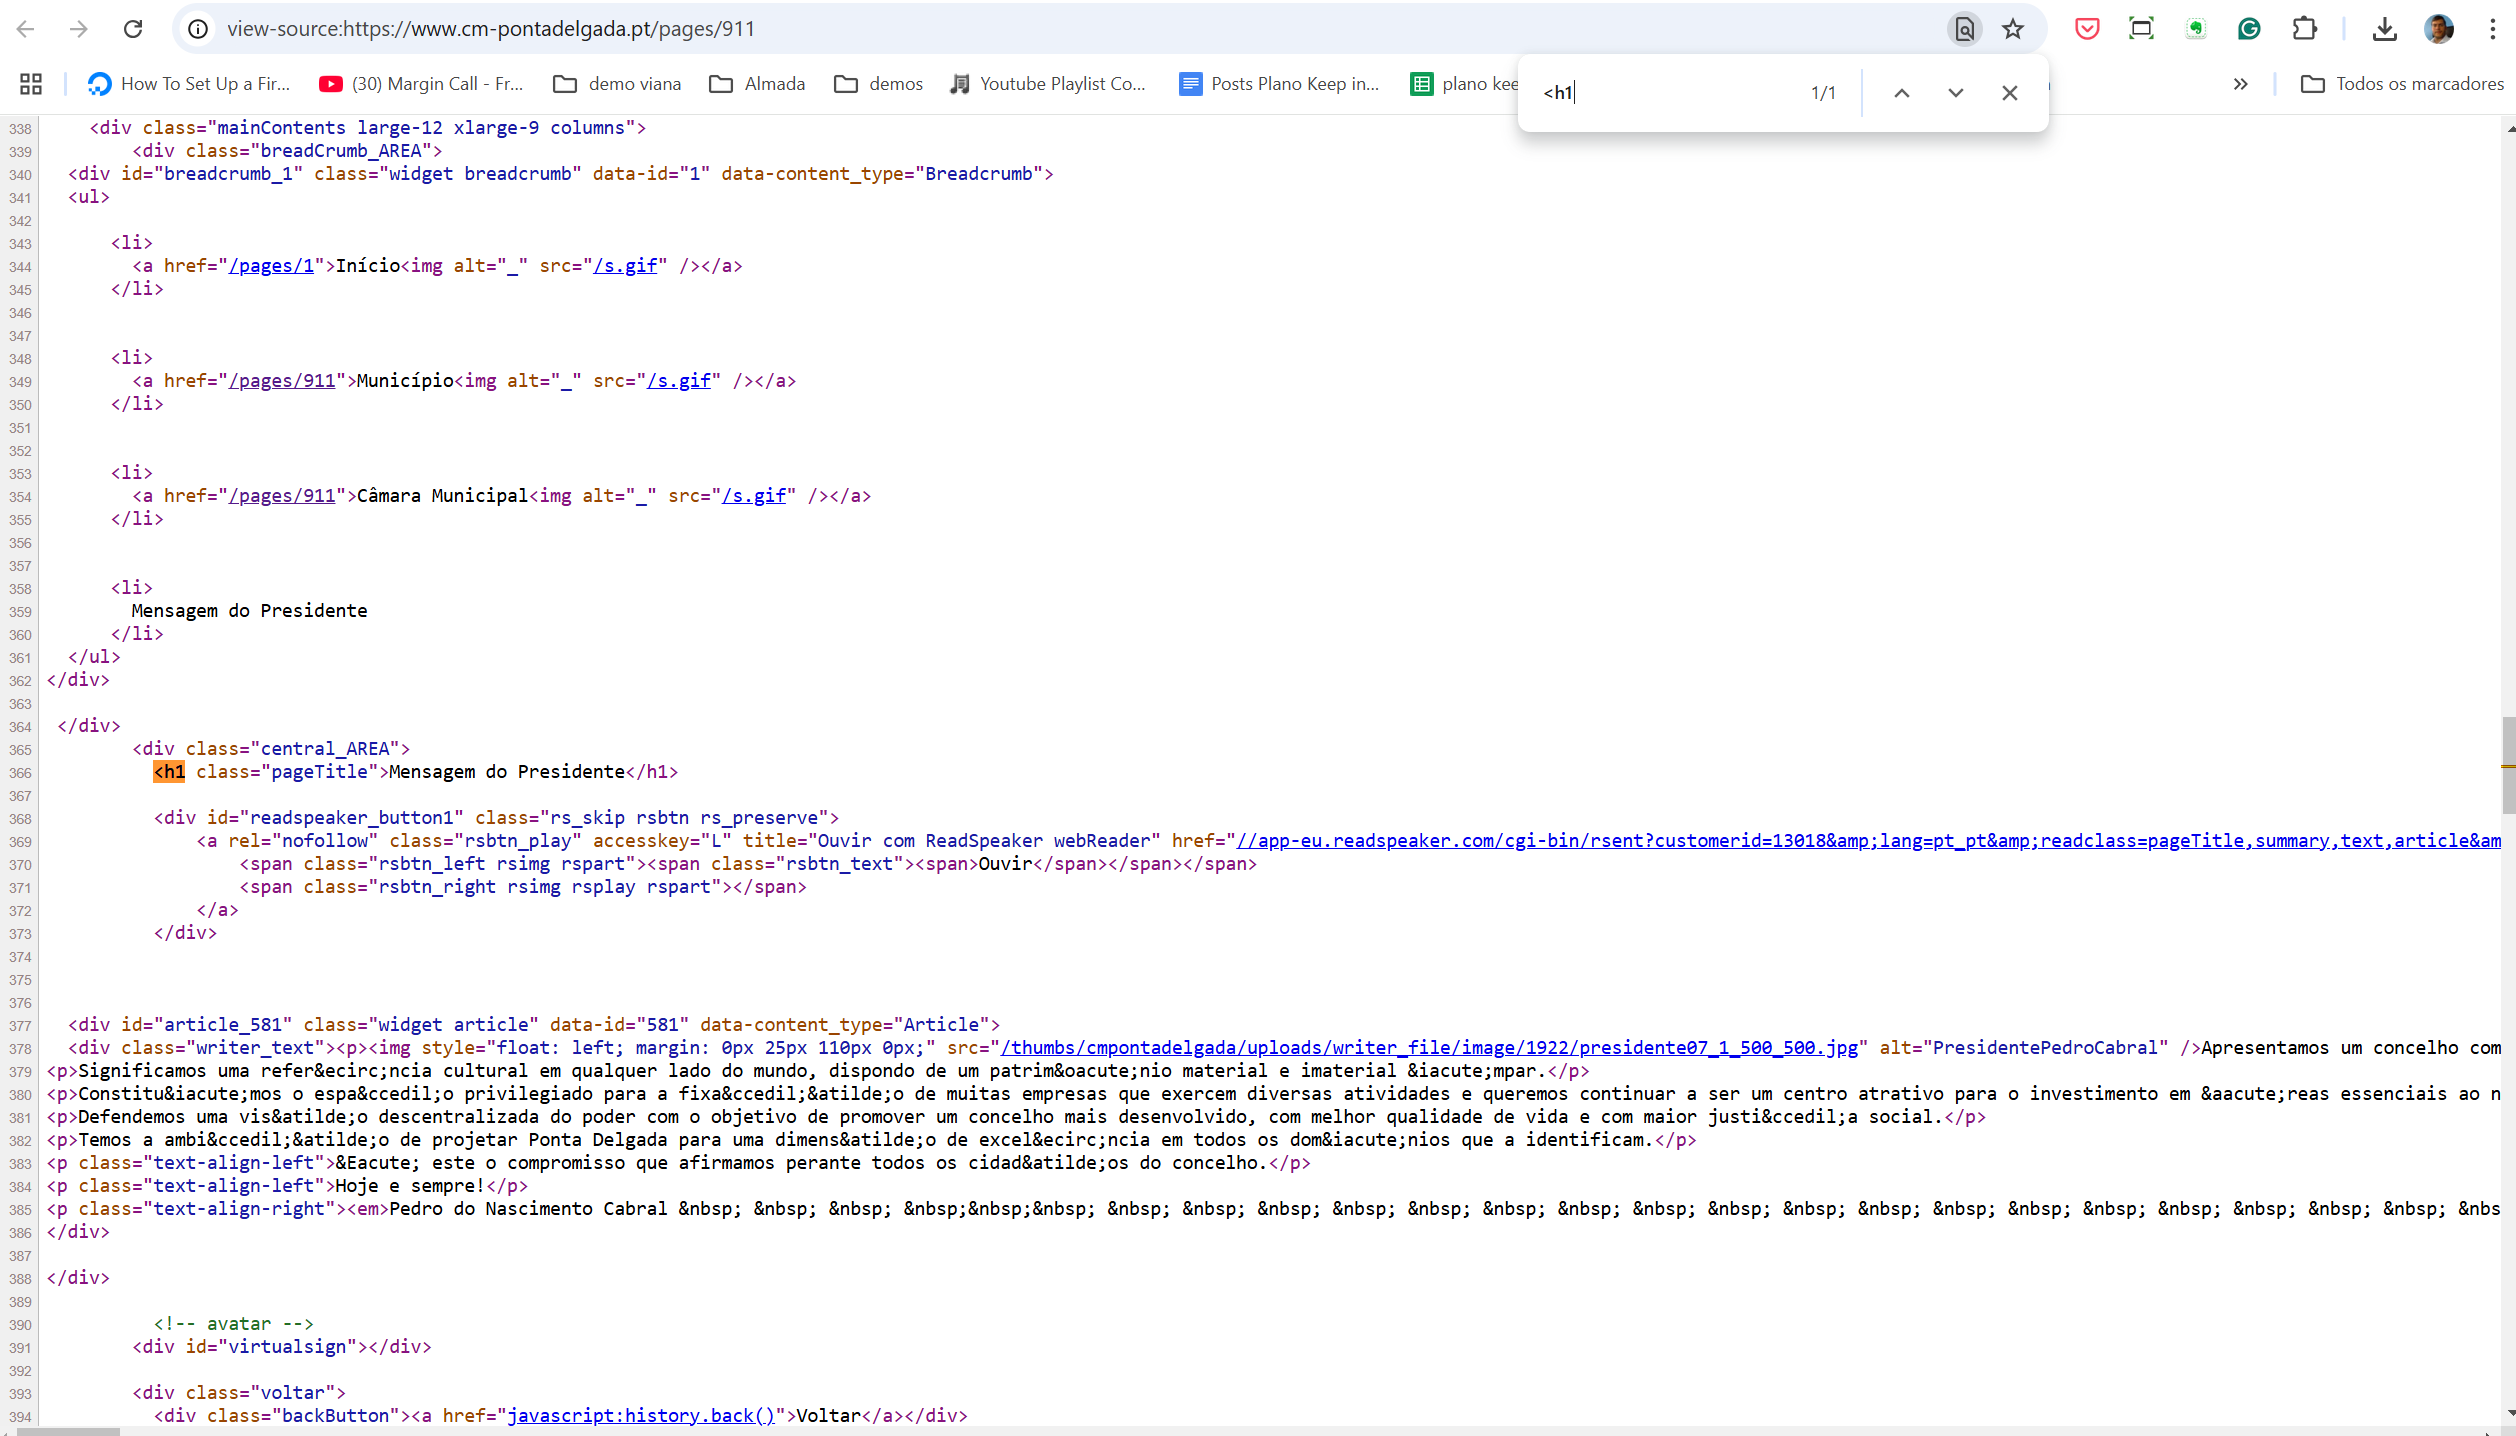 view-source:https://www.cm-pontadelgada.pt/pages/911
How To Set Up a Fir...
(30) Margin Call - Fr...
demo viana
Almada
demos
Youtube Playlist Co...
Posts Plano Keep in...
plano kee
»
Todos os marcadores
<h1
1/1
338 <div class="mainContents large-12 xlarge-9 columns">
339 <div class="breadCrumb_AREA">
340 <div id="breadcrumb_1" class="widget breadcrumb" data-id="1" data-content_type="Breadcrumb">
341 <ul>
342
343 <li>
344 <a href="/pages/1">Início<img alt="_" src="/s.gif" /></a>
345 </li>
346
347
348 <li>
349 <a href="/pages/911">Município<img alt="_" src="/s.gif" /></a>
350 </li>
351
352
353 <li>
354 <a href="/pages/911">Câmara Municipal<img alt="_" src="/s.gif" /></a>
355 </li>
356
357
358 <li>
359 Mensagem do Presidente
360 </li>
361 </ul>
362 </div>
363
364 </div>
365 <div class="central_AREA">
366 <h1 class="pageTitle">Mensagem do Presidente</h1>
367
368 <div id="readspeaker_button1" class="rs_skip rsbtn rs_preserve">
369 <a rel="nofollow" class="rsbtn_play" accesskey="L" title="Ouvir com ReadSpeaker webReader" href="//app-eu.readspeaker.com/cgi-bin/rsent?customerid=13018&amp;lang=pt_pt&amp;readclass=pageTitle,summary,text,article&am
370 <span class="rsbtn_left rsimg rspart"><span class="rsbtn_text"><span>Ouvir</span></span></span>
371 <span class="rsbtn_right rsimg rsplay rspart"></span>
372 </a>
373 </div>
374
375
376
377 <div id="article_581" class="widget article" data-id="581" data-content_type="Article">
378 <div class="writer_text"><p><img style="float: left; margin: 0px 25px 110px 0px;" src="/thumbs/cmpontadelgada/uploads/writer_file/image/1922/presidente07_1_500_500.jpg" alt="PresidentePedroCabral" />Apresentamos um concelho com
379 <p>Significamos uma refer&ecirc;ncia cultural em qualquer lado do mundo, dispondo de um patrim&oacute;nio material e imaterial &iacute;mpar.</p>
380 <p>Constitu&iacute;mos o espa&ccedil;o privilegiado para a fixa&ccedil;&atilde;o de muitas empresas que exercem diversas atividades e queremos continuar a ser um centro atrativo para o investimento em &aacute;reas essenciais ao n
381 <p>Defendemos uma vis&atilde;o descentralizada do poder com o objetivo de promover um concelho mais desenvolvido, com melhor qualidade de vida e com maior justi&ccedil;a social.</p>
382 <p>Temos a ambi&ccedil;&atilde;o de projetar Ponta Delgada para uma dimens&atilde;o de excel&ecirc;ncia em todos os dom&iacute;nios que a identificam.</p>
383 <p class="text-align-left">&Eacute; este o compromisso que afirmamos perante todos os cidad&atilde;os do concelho.</p>
384 <p class="text-align-left">Hoje e sempre!</p>
385 <p class="text-align-right"><em>Pedro do Nascimento Cabral &nbsp; &nbsp; &nbsp; &nbsp;&nbsp;&nbsp; &nbsp; &nbsp; &nbsp; &nbsp; &nbsp; &nbsp; &nbsp; &nbsp; &nbsp; &nbsp; &nbsp; &nbsp; &nbsp; &nbsp; &nbsp; &nbsp; &nbsp; &nbsp; &nbs
386 </div>
387
388 </div>
389
390 <!-- avatar -->
391 <div id="virtualsign"></div>
392
393 <div class="voltar">
394 <div class="backButton"><a href="javascript:history.back()">Voltar</a></div>